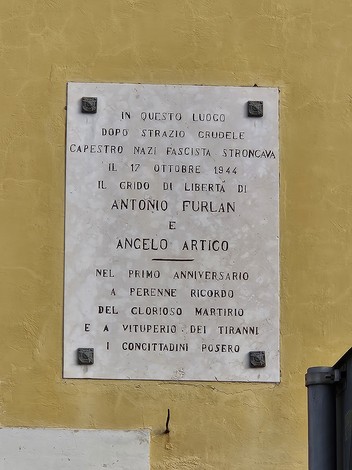 IN QUESTO LUOGO
DOPO STRAZIO CRUDELE
CAPESTRO NAZI FASCISTA STRONCAVA
IL 17 OTTOBRE 1944
IL GRIDO DI LIBERTÀ DI
ANTONIO FURLAN
E
ANGELO ARTICO
NEL PRIMO ANNIVERSARIO
A PERENNE RICORDO
DEL GLORIOSO MARTIRIO
E A VITUPERIO DEI TIRANNI
I CONCITTADINI POSERO